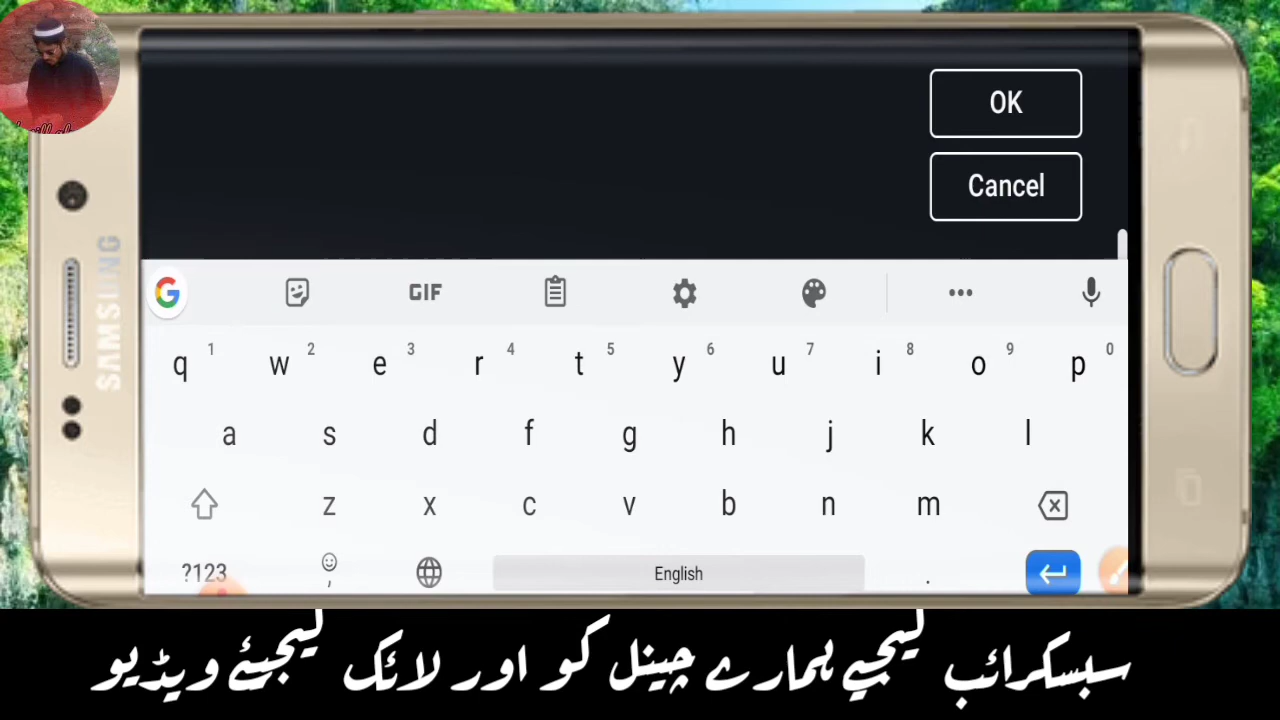 SAMSUNG
OK
Cancel
GIF
q 1 w 2 e 3 r 4 t 5 y 6 u 7 i 8 o 9 p 0
a s d f g h j k l
z x c v b n m
?123 , English .
سبسکرائب کیجیے ہمارے چینل کو اور لائک کیجیئے ویڈیو